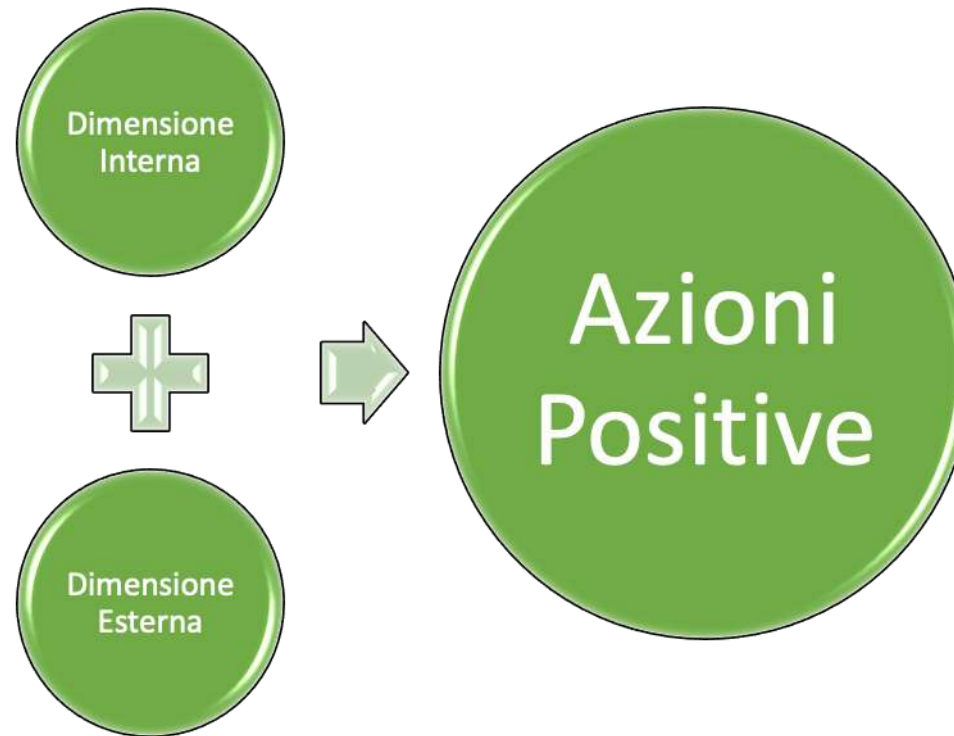 Dimensione
Interna
Dimensione
Esterna
Azioni
Positive